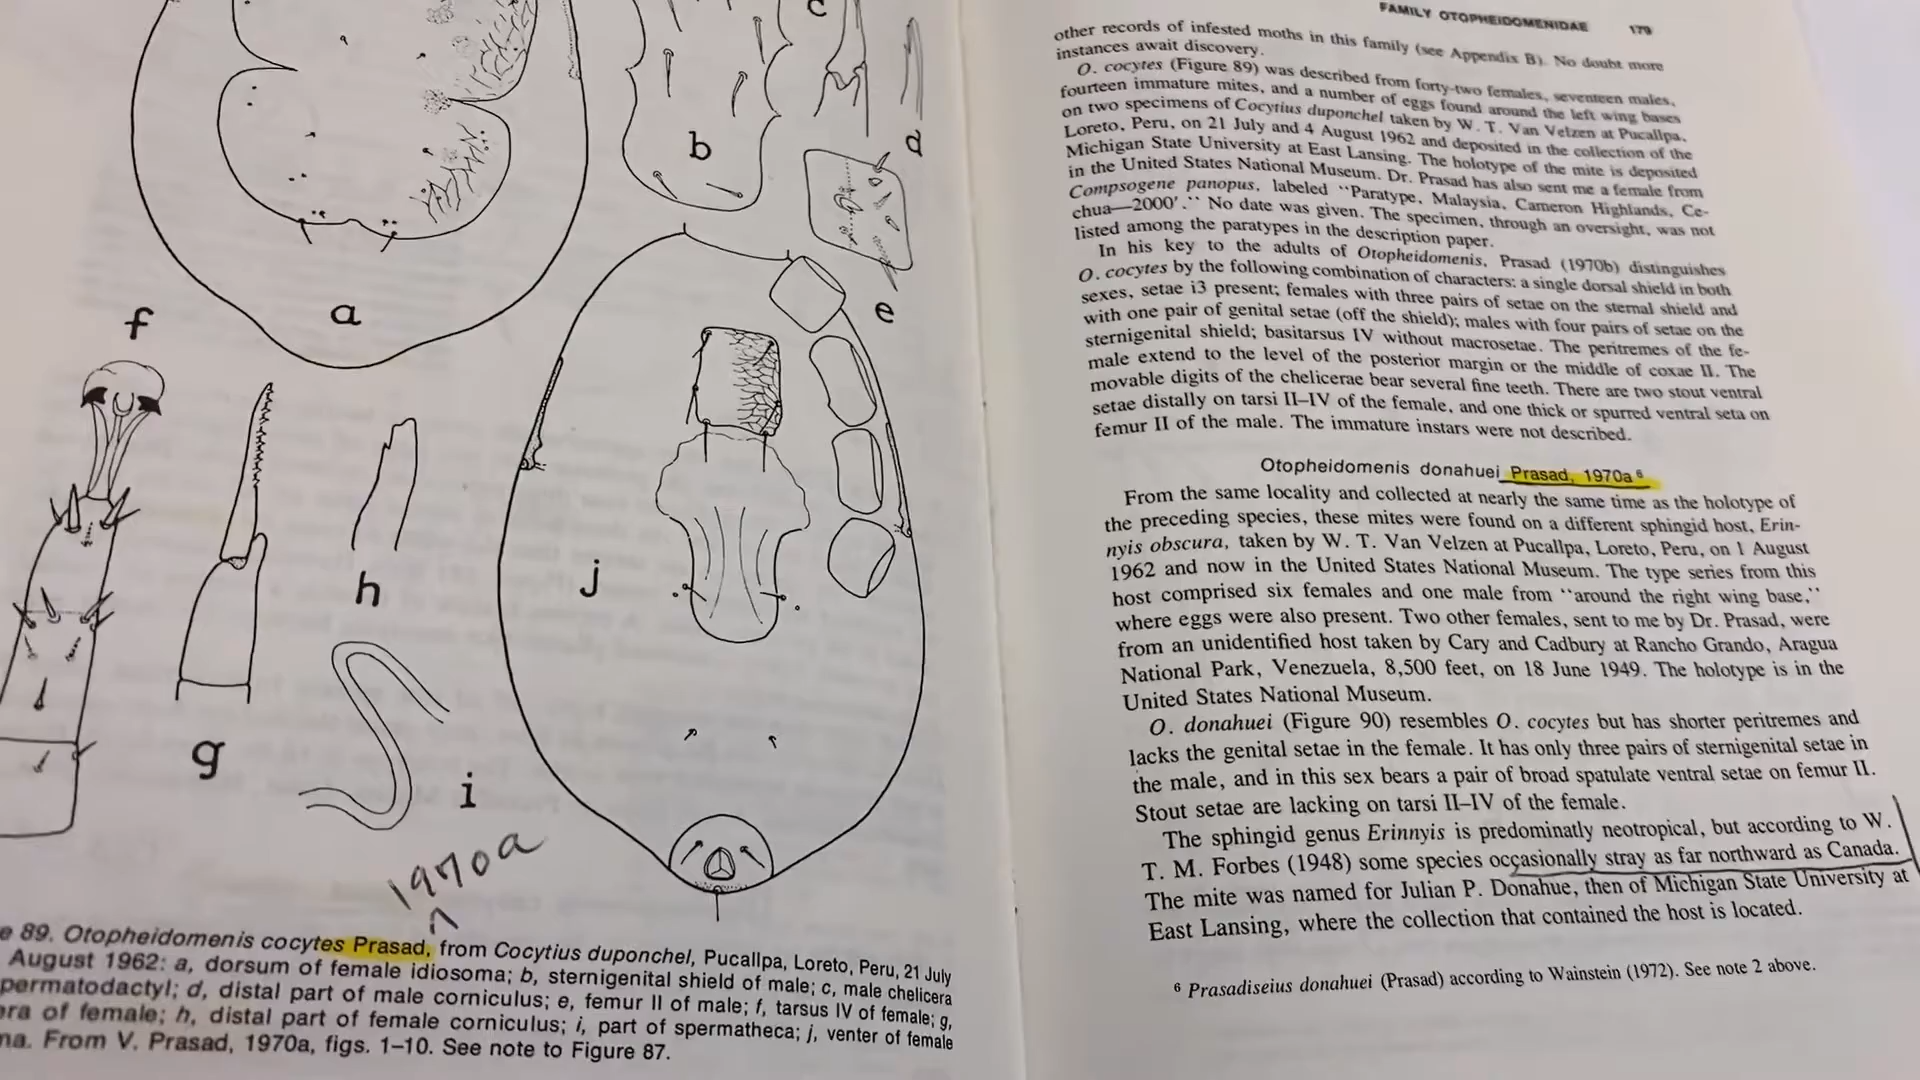 c
b
d
f
a
e
j
h
g
i
1970a
e 89. Otopheidomenis cocytes Prasad, from Cocytius duponchel, Pucallpa, Loreto, Peru, 21 July
August 1962: a, dorsum of female idiosoma; b, sternigenital shield of male; c, male chelicera
permatodactyl; d, distal part of male corniculus; e, femur II of male; f, tarsus IV of female; g,
era of female; h, distal part of female corniculus; i, part of spermatheca; j, venter of female
ma. From V. Prasad, 1970a, figs. 1–10. See note to Figure 87.
FAMILY OTOPHEIDOMENIDAE 179
other records of infested moths in this family (see Appendix B). No doubt more
instances await discovery.
O. cocytes (Figure 89) was described from forty-two females, seventeen males,
fourteen immature mites, and a number of eggs found around the left wing bases
on two specimens of Cocytius duponchel taken by W. T. Van Velzen at Pucallpa,
Loreto, Peru, on 21 July and 4 August 1962 and deposited in the collection of the
Michigan State University at East Lansing. The holotype of the mite is deposited
in the United States National Museum. Dr. Prasad has also sent me a female from
Compsogene panopus, labeled “Paratype, Malaysia, Cameron Highlands, Ce-
chua—2000′.” No date was given. The specimen, through an oversight, was not
listed among the paratypes in the description paper.
In his key to the adults of Otopheidomenis, Prasad (1970b) distinguishes
O. cocytes by the following combination of characters: a single dorsal shield in both
sexes, setae i3 present; females with three pairs of setae on the sternal shield and
with one pair of genital setae (off the shield); males with four pairs of setae on the
sternigenital shield; basitarsus IV without macrosetae. The peritremes of the fe-
male extend to the level of the posterior margin or the middle of coxae II. The
movable digits of the chelicerae bear several fine teeth. There are two stout ventral
setae distally on tarsi II–IV of the female, and one thick or spurred ventral seta on
femur II of the male. The immature instars were not described.
Otopheidomenis donahuei Prasad, 1970a ⁶
From the same locality and collected at nearly the same time as the holotype of
the preceding species, these mites were found on a different sphingid host, Erin-
nyis obscura, taken by W. T. Van Velzen at Pucallpa, Loreto, Peru, on 1 August
1962 and now in the United States National Museum. The type series from this
host comprised six females and one male from “around the right wing base,”
where eggs were also present. Two other females, sent to me by Dr. Prasad, were
from an unidentified host taken by Cary and Cadbury at Rancho Grando, Aragua
National Park, Venezuela, 8,500 feet, on 18 June 1949. The holotype is in the
United States National Museum.
O. donahuei (Figure 90) resembles O. cocytes but has shorter peritremes and
lacks the genital setae in the female. It has only three pairs of sternigenital setae in
the male, and in this sex bears a pair of broad spatulate ventral setae on femur II.
Stout setae are lacking on tarsi II–IV of the female.
The sphingid genus Erinnyis is predominatly neotropical, but according to W.
T. M. Forbes (1948) some species occasionally stray as far northward as Canada.
The mite was named for Julian P. Donahue, then of Michigan State University at
East Lansing, where the collection that contained the host is located.
⁶ Prasadiseius donahuei (Prasad) according to Wainstein (1972). See note 2 above.